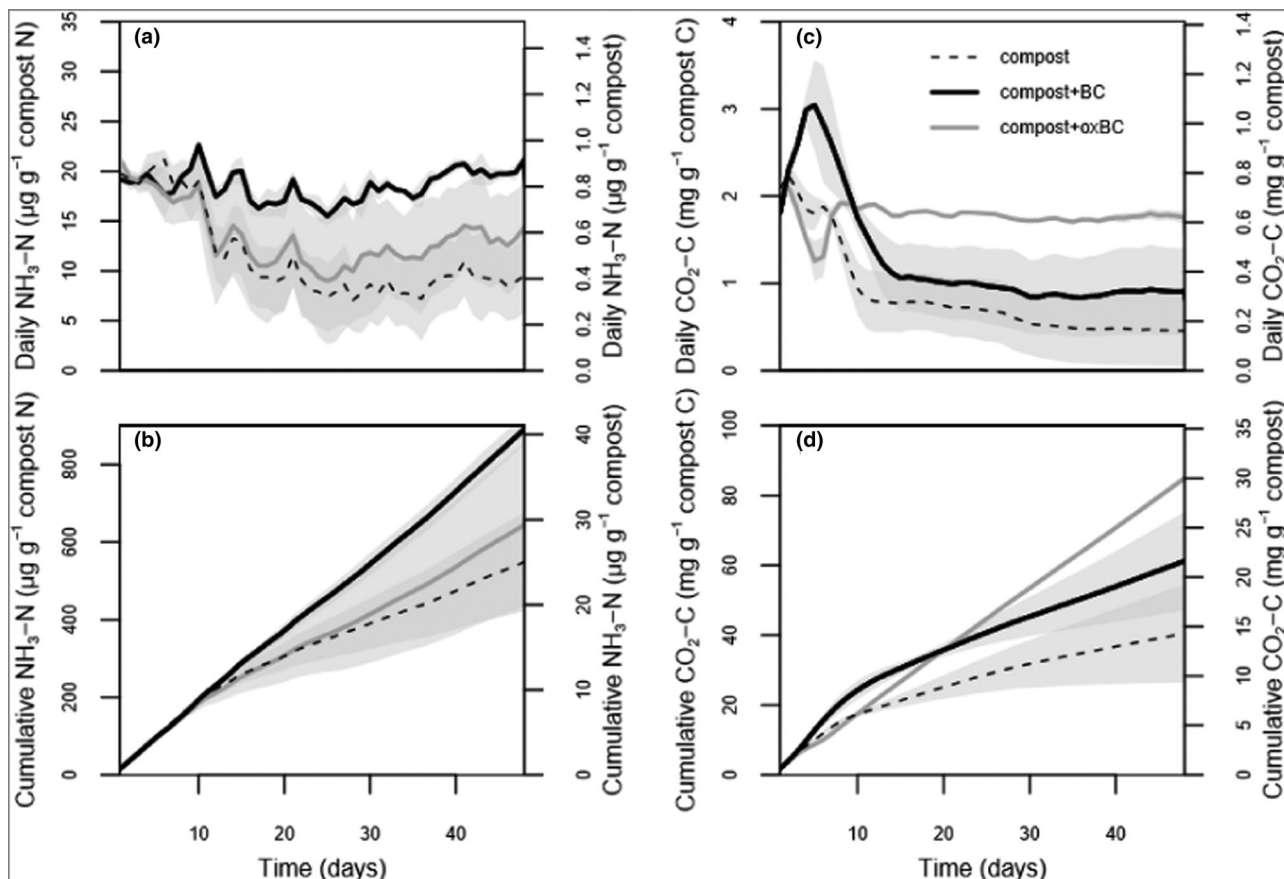 (a)
Daily NH₃−N (µg g⁻¹ compost N)
35
30
25
20
15
10
5
0
Daily NH₃−N (µg g⁻¹ compost)
1.4
1.2
1.0
0.8
0.6
0.4
0.2
0.0
(c)
Daily CO₂−C (mg g⁻¹ compost C)
4
3
2
1
0
compost
compost+BC
compost+oxBC
Daily CO₂−C (mg g⁻¹ compost)
1.4
1.2
1.0
0.8
0.6
0.4
0.2
0.0
(b)
Cumulative NH₃−N (µg g⁻¹ compost N)
800
600
400
200
0
Cumulative NH₃−N (µg g⁻¹ compost)
40
30
20
10
0
10 20 30 40
Time (days)
(d)
Cumulative CO₂−C (mg g⁻¹ compost C)
100
80
60
40
20
0
Cumulative CO₂−C (mg g⁻¹ compost)
35
30
25
20
15
10
5
0
10 20 30 40
Time (days)